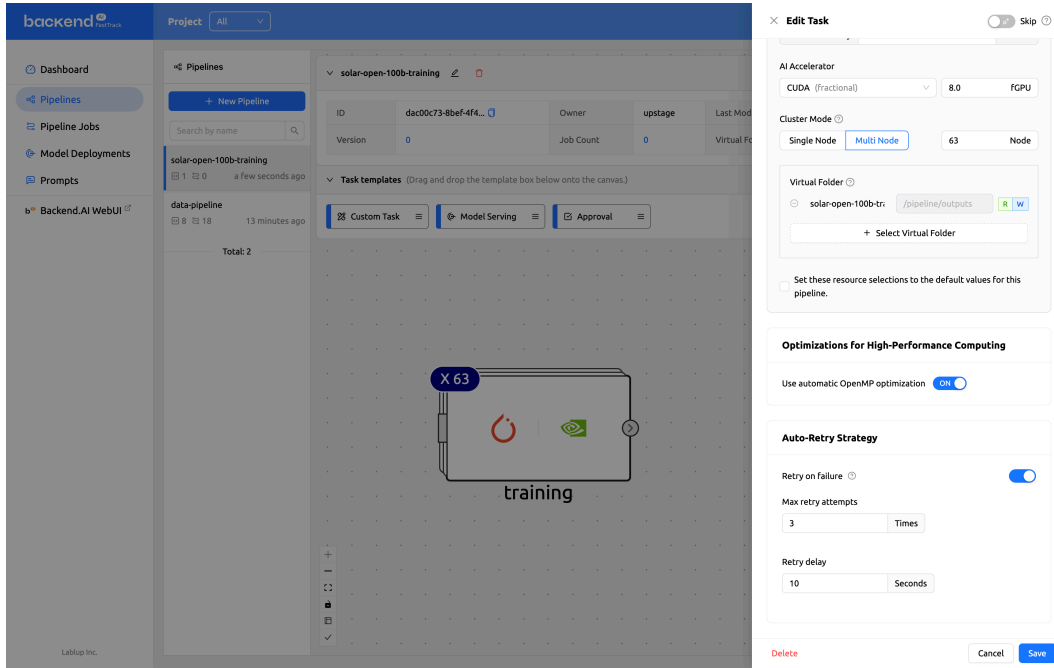 backend.AI
FastTrack
Project All
Dashboard
Pipelines
Pipeline Jobs
Model Deployments
Prompts
Backend.AI WebUI
Lablup Inc.
Pipelines
+ New Pipeline
Search by name
solar-open-100b-training
1 0 a few seconds ago
data-pipeline
8 18 13 minutes ago
Total: 2
solar-open-100b-training
ID dac00c73-8bef-4f4... Owner upstage Last Mod
Version 0 Job Count 0 Virtual Fo
Task templates (Drag and drop the template box below onto the canvas.)
Custom Task
Model Serving
Approval
X 63
training
Edit Task
Skip
AI Accelerator
CUDA (fractional) 8.0 fGPU
Cluster Mode
Single Node Multi Node 63 Node
Virtual Folder
solar-open-100b-tra /pipeline/outputs R W
+ Select Virtual Folder
Set these resource selections to the default values for this
pipeline.
Optimizations for High-Performance Computing
Use automatic OpenMP optimization ON
Auto-Retry Strategy
Retry on failure
Max retry attempts
3 Times
Retry delay
10 Seconds
Delete Cancel Save